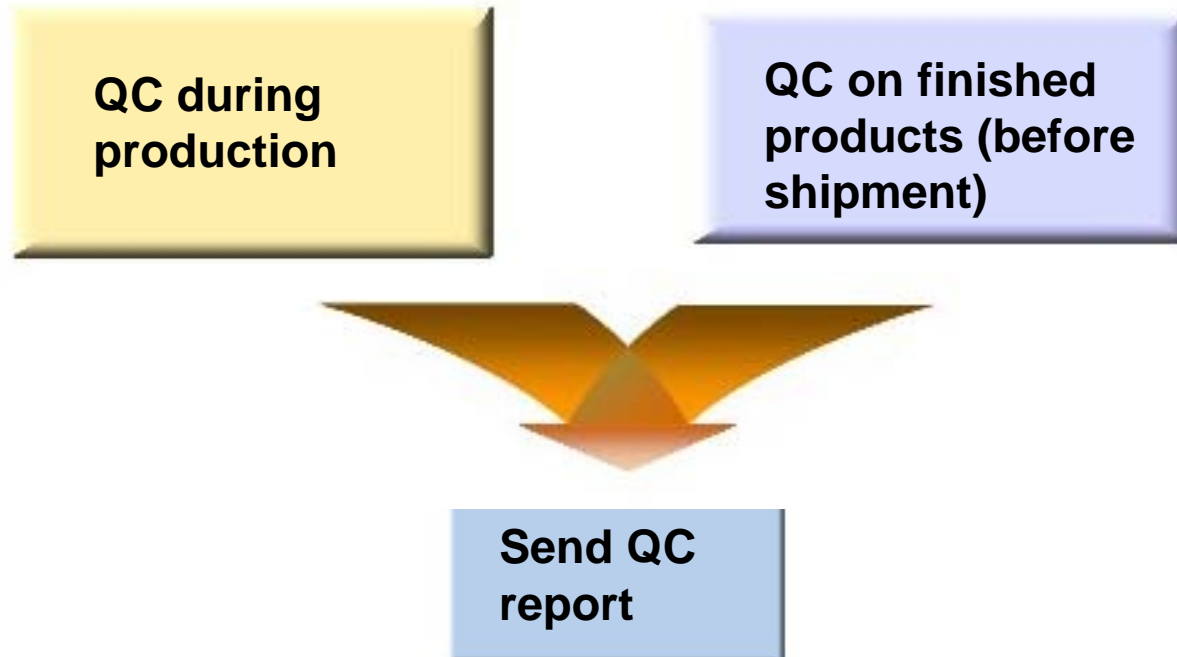 QC during
production
QC on finished
products (before
shipment)
Send QC
report